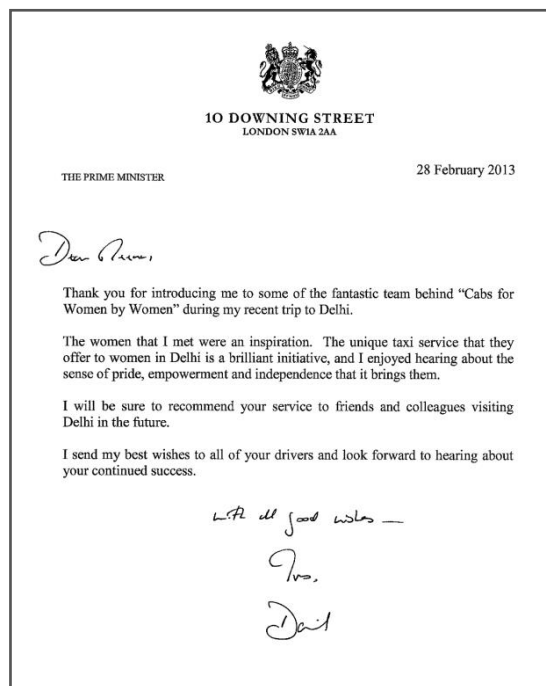 10 DOWNING STREET
LONDON SW1A 2AA
THE PRIME MINISTER
28 February 2013
Dear
Thank you for introducing me to some of the fantastic team behind “Cabs for
Women by Women” during my recent trip to Delhi.
The women that I met were an inspiration. The unique taxi service that they
offer to women in Delhi is a brilliant initiative, and I enjoyed hearing about the
sense of pride, empowerment and independence that it brings them.
I will be sure to recommend your service to friends and colleagues visiting
Delhi in the future.
I send my best wishes to all of your drivers and look forward to hearing about
your continued success.
with all good wishes —
David